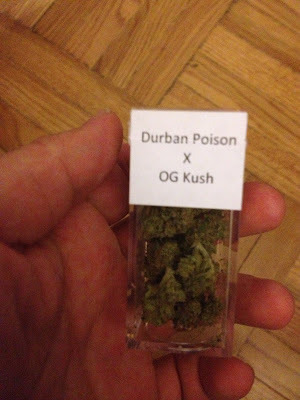 Durban Poison
X
OG Kush